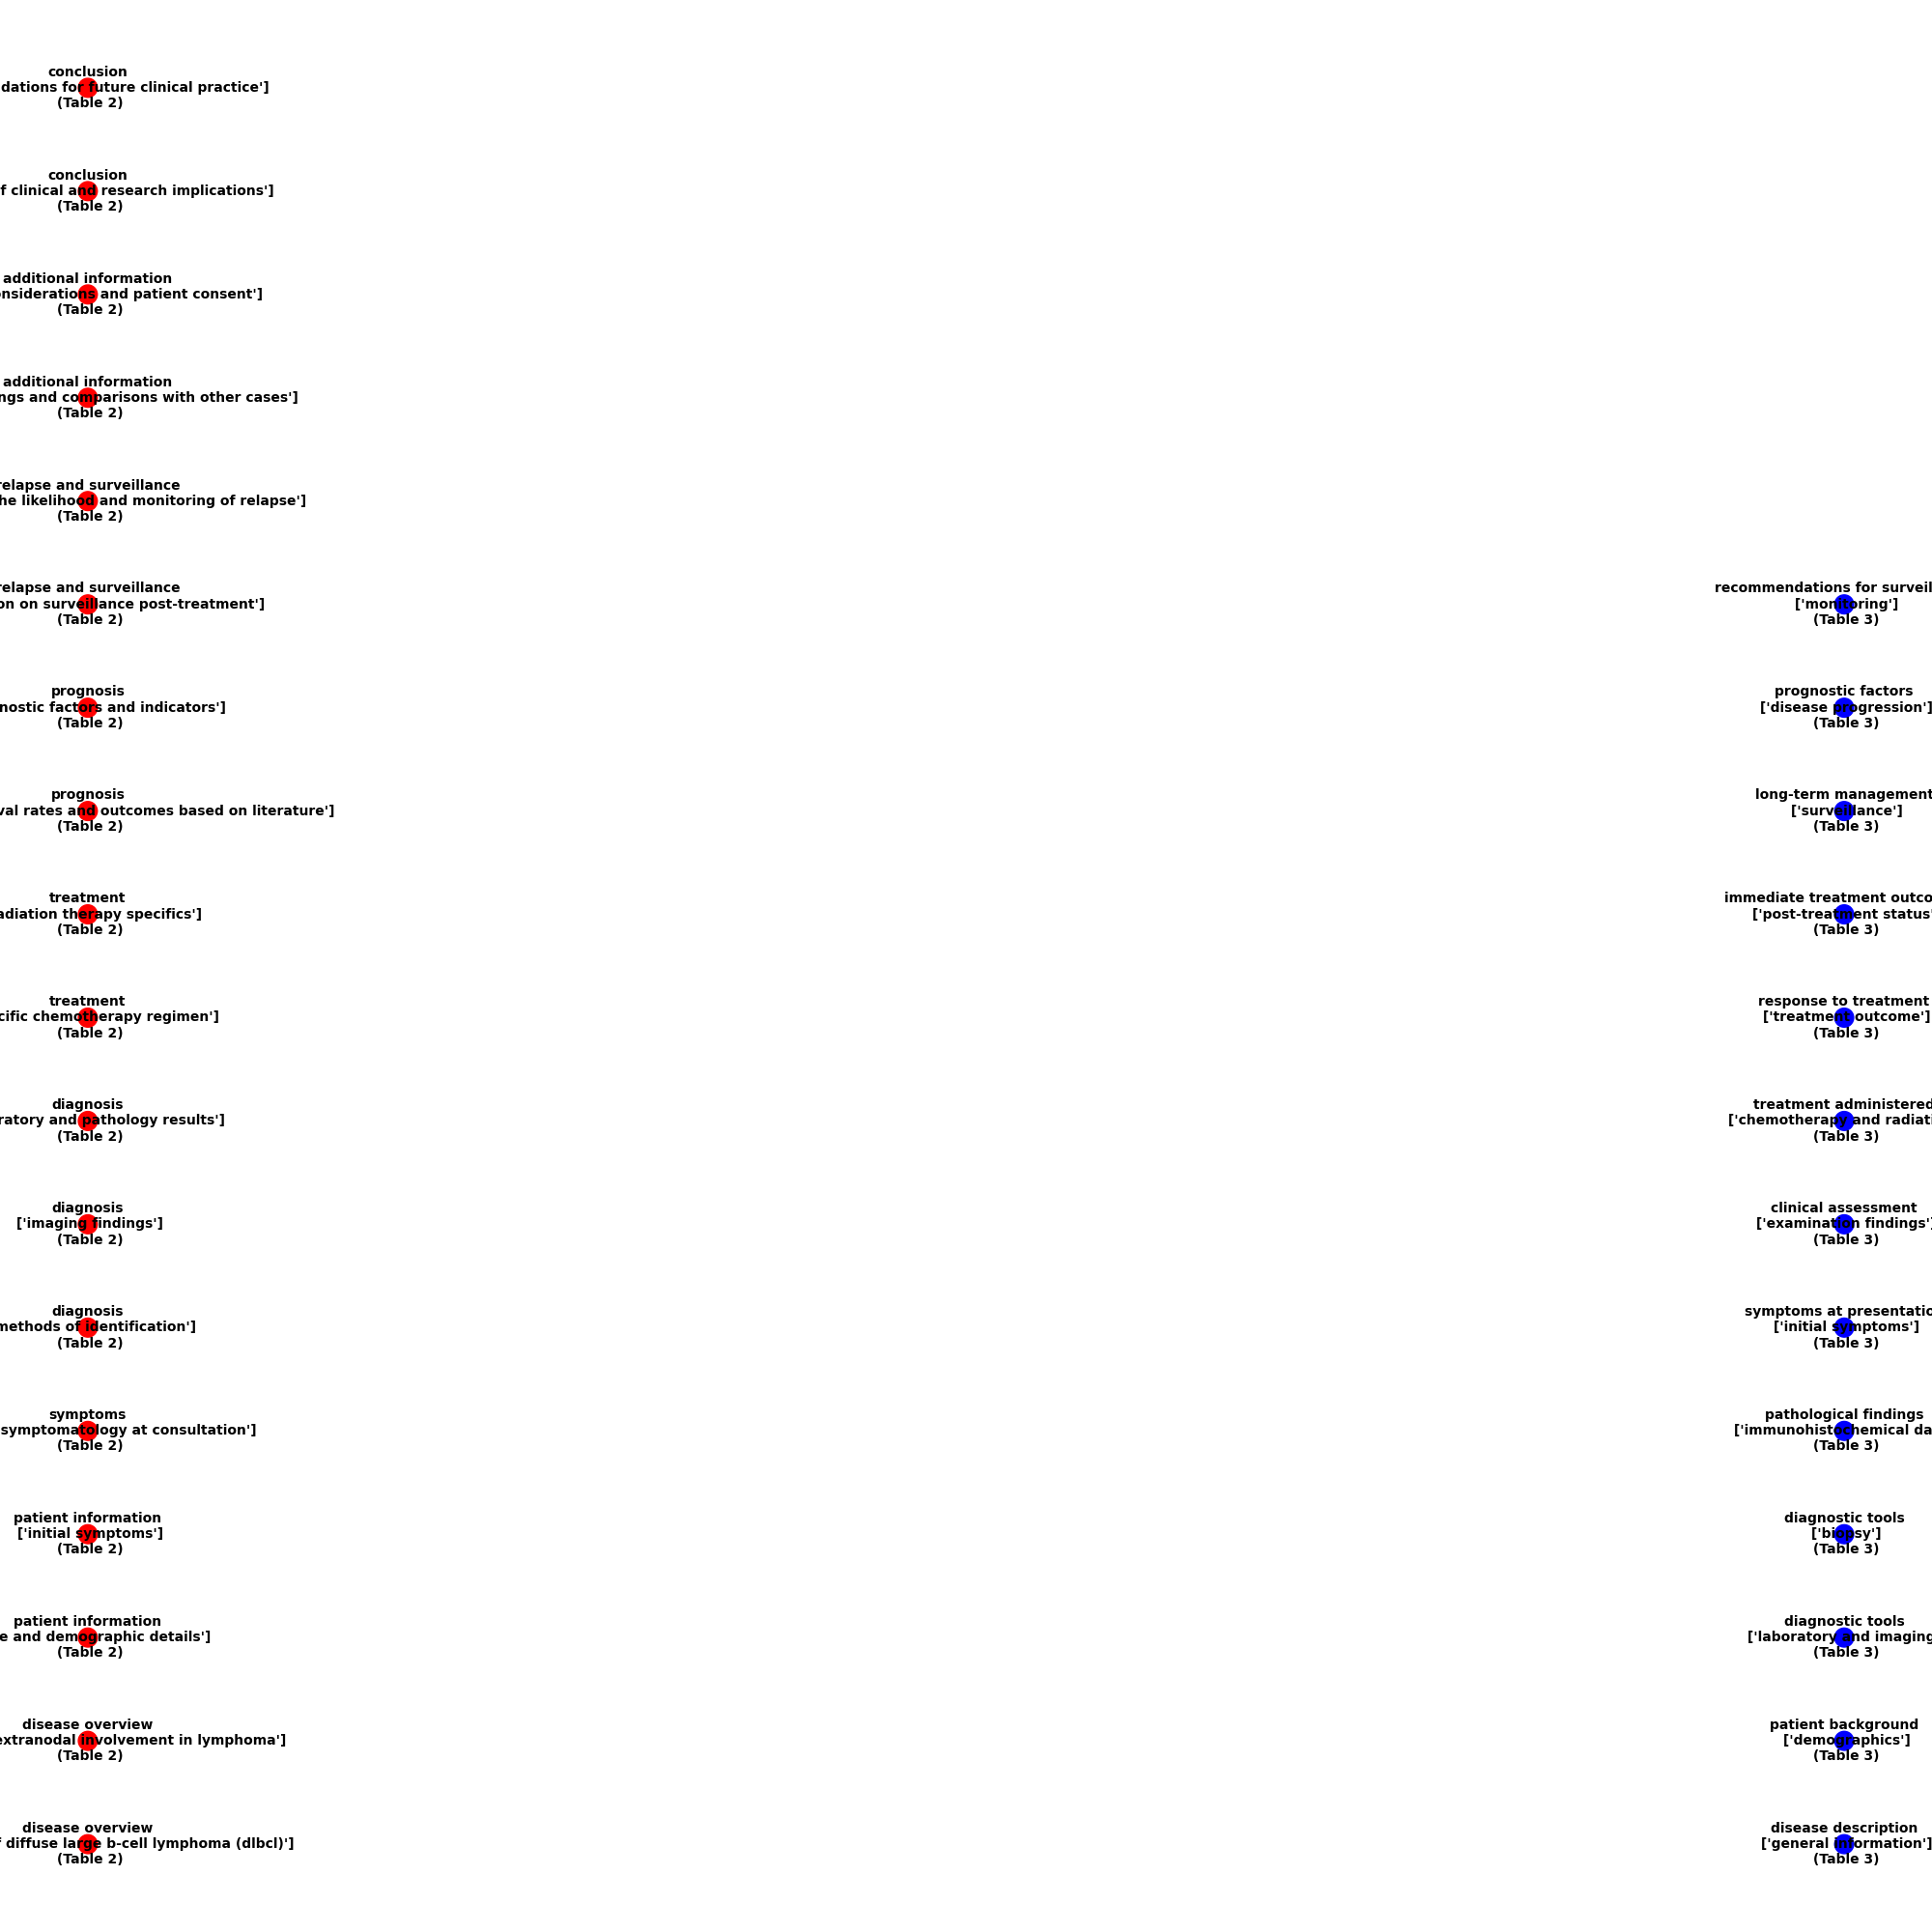 conclusion
dations for future clinical practice']
(Table 2)
conclusion
f clinical and research implications']
(Table 2)
additional information
onsiderations and patient consent']
(Table 2)
additional information
ngs and comparisons with other cases']
(Table 2)
relapse and surveillance
he likelihood and monitoring of relapse']
(Table 2)
relapse and surveillance
on on surveillance post-treatment']
(Table 2)
prognosis
nostic factors and indicators']
(Table 2)
prognosis
val rates and outcomes based on literature']
(Table 2)
treatment
adiation therapy specifics']
(Table 2)
treatment
cific chemotherapy regimen']
(Table 2)
diagnosis
ratory and pathology results']
(Table 2)
diagnosis
['imaging findings']
(Table 2)
diagnosis
methods of identification']
(Table 2)
symptoms
symptomatology at consultation']
(Table 2)
patient information
['initial symptoms']
(Table 2)
patient information
e and demographic details']
(Table 2)
disease overview
extranodal involvement in lymphoma']
(Table 2)
disease overview
f diffuse large b-cell lymphoma (dlbcl)']
(Table 2)
recommendations for surveil
['monitoring']
(Table 3)
prognostic factors
['disease progression']
(Table 3)
long-term management
['surveillance']
(Table 3)
immediate treatment outco
['post-treatment status'
(Table 3)
response to treatment
['treatment outcome']
(Table 3)
treatment administered
['chemotherapy and radiati
(Table 3)
clinical assessment
['examination findings']
(Table 3)
symptoms at presentatio
['initial symptoms']
(Table 3)
pathological findings
['immunohistochemical da
(Table 3)
diagnostic tools
['biopsy']
(Table 3)
diagnostic tools
['laboratory and imaging
(Table 3)
patient background
['demographics']
(Table 3)
disease description
['general information']
(Table 3)